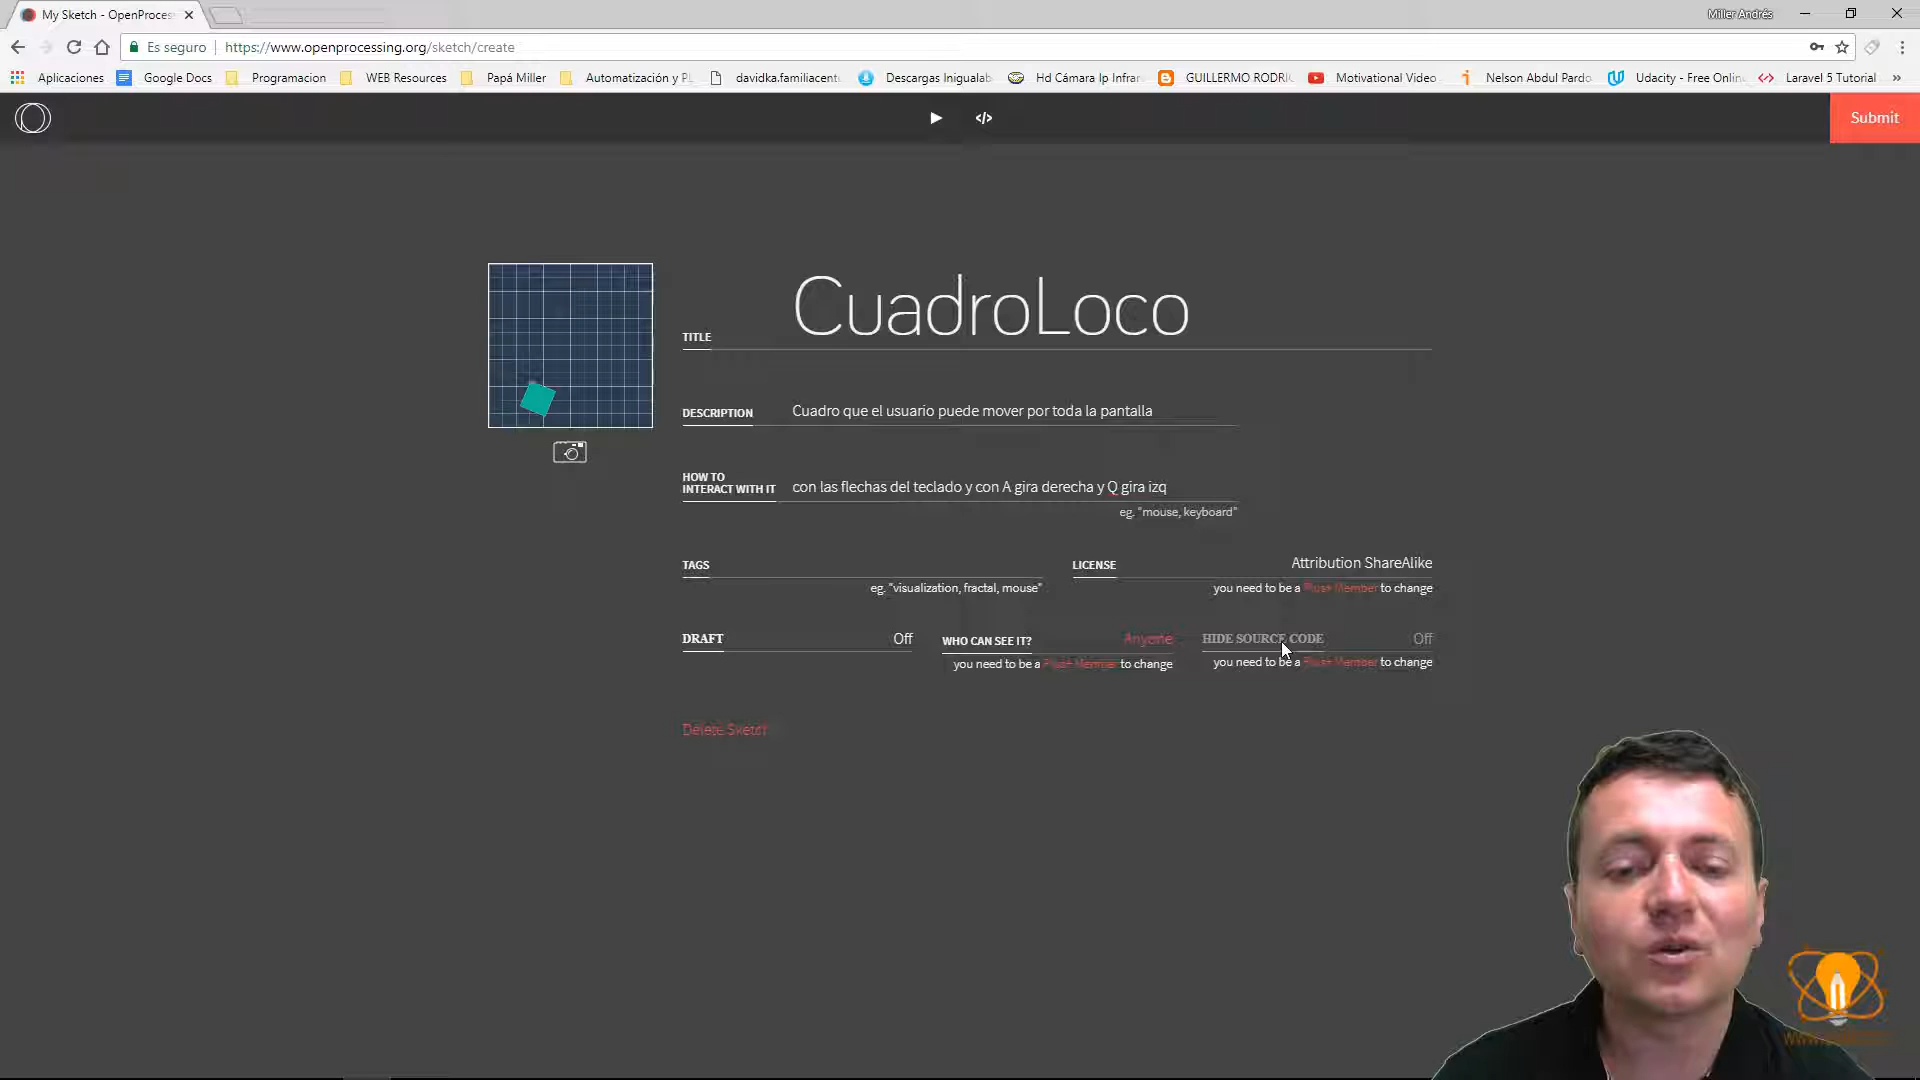 My Sketch - OpenProces
Miller Andrés
Es seguro
https://www.openprocessing.org/sketch/create
Aplicaciones
Google Docs
Programacion
WEB Resources
Papá Miller
Automatización y PL
davidka.familiacent
Descargas Inigualab
Hd Cámara Ip Infrar
GUILLERMO RODRI
Motivational Video
Nelson Abdul Pardo
Udacity - Free Onlin
Laravel 5 Tutorial
»
</>
Submit
TITLE
CuadroLoco
DESCRIPTION
Cuadro que el usuario puede mover por toda la pantalla
HOW TO
INTERACT WITH IT
con las flechas del teclado y con A gira derecha y Q gira izq
eg. "mouse, keyboard"
TAGS
eg. "visualization, fractal, mouse"
LICENSE
Attribution ShareAlike
you need to be a Plus+ Member to change
DRAFT
Off
WHO CAN SEE IT?
Anyone
you need to be a Plus+ Member to change
HIDE SOURCE CODE
Off
you need to be a Plus+ Member to change
Delete Sketch